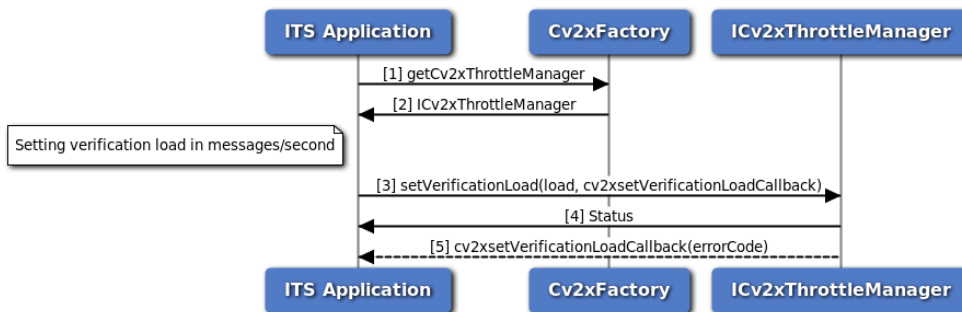 ITS Application
Cv2xFactory
ICv2xThrottleManager
[1] getCv2xThrottleManager
[2] ICv2xThrottleManager
Setting verification load in messages/second
[3] setVerificationLoad(load, cv2xsetVerificationLoadCallback)
[4] Status
[5] cv2xsetVerificationLoadCallback(errorCode)
ITS Application
Cv2xFactory
ICv2xThrottleManager